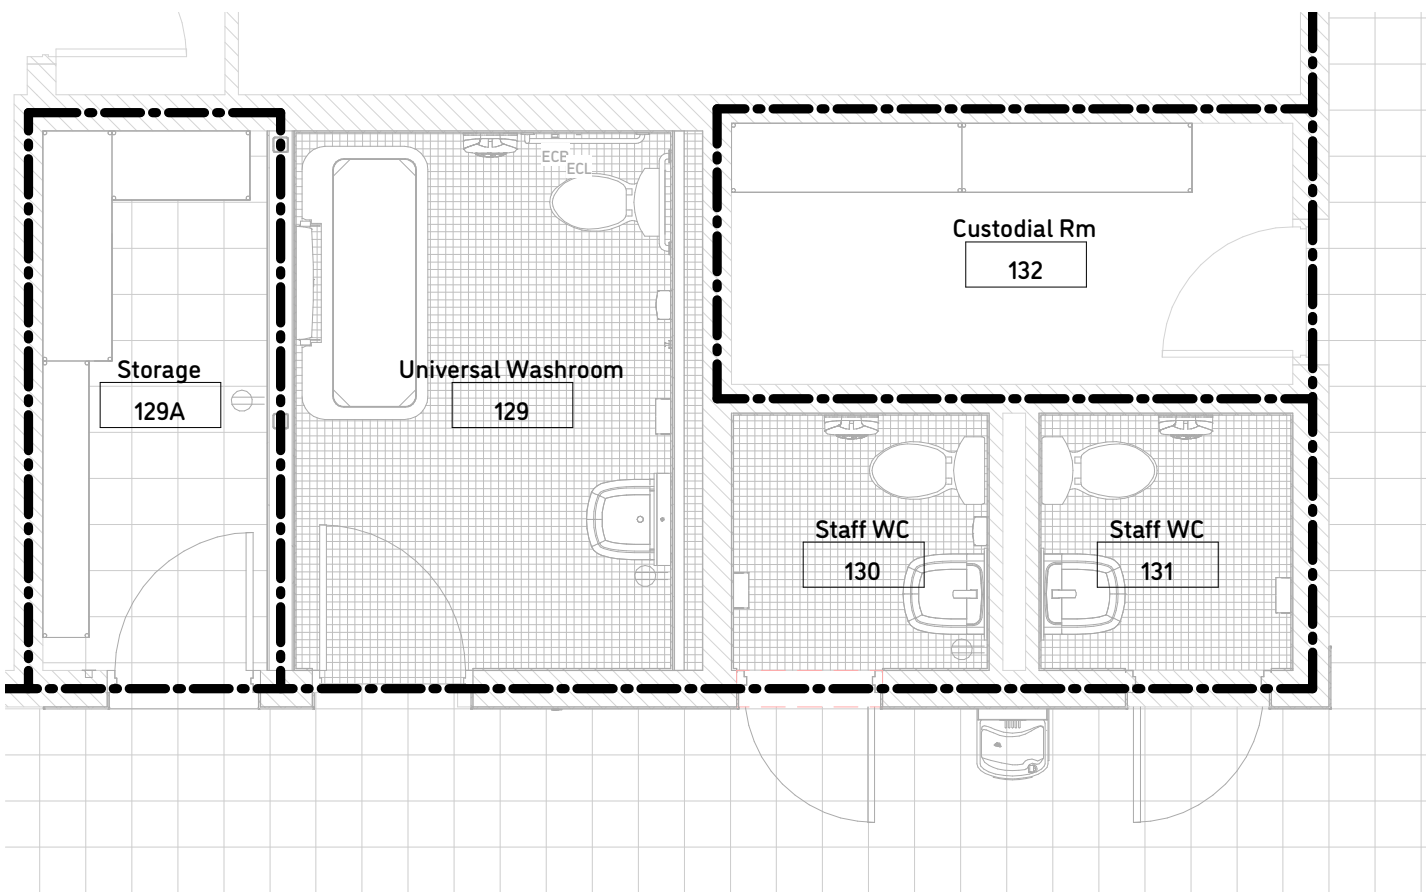 ECB
ECL
Custodial Rm
132
Storage
129A
Universal Washroom
129
Staff WC
130
Staff WC
131